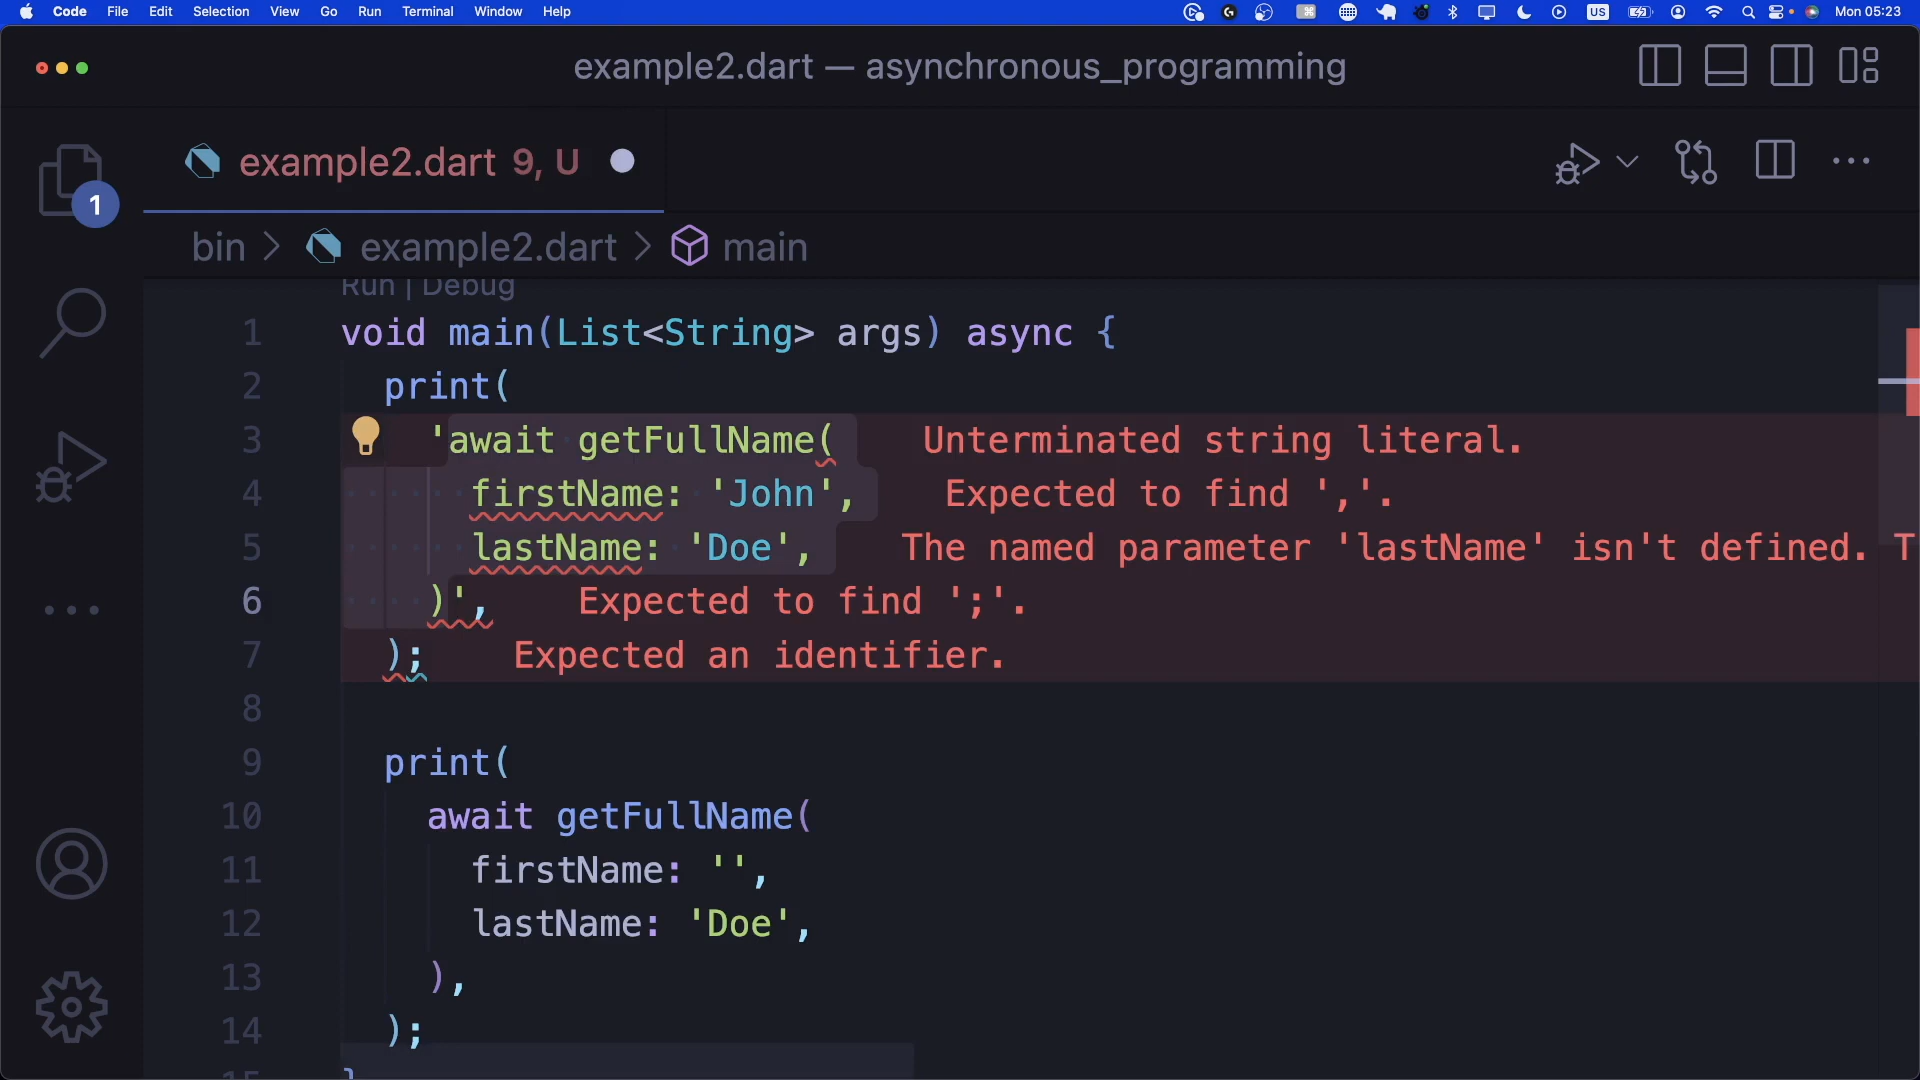 Code File Edit Selection View Go Run Terminal Window Help US Mon 05:23
example2.dart — asynchronous_programming
example2.dart 9, U
1
bin > example2.dart > main
Run | Debug
1 void main(List<String> args) async {
2 print(
3 'await getFullName( Unterminated string literal.
4 firstName: 'John', Expected to find ','.
5 lastName: 'Doe', The named parameter 'lastName' isn't defined. T
6 )', Expected to find ';'.
7 ); Expected an identifier.
8
9 print(
10 await getFullName(
11 firstName: '',
12 lastName: 'Doe',
13 ),
14 );
15 }